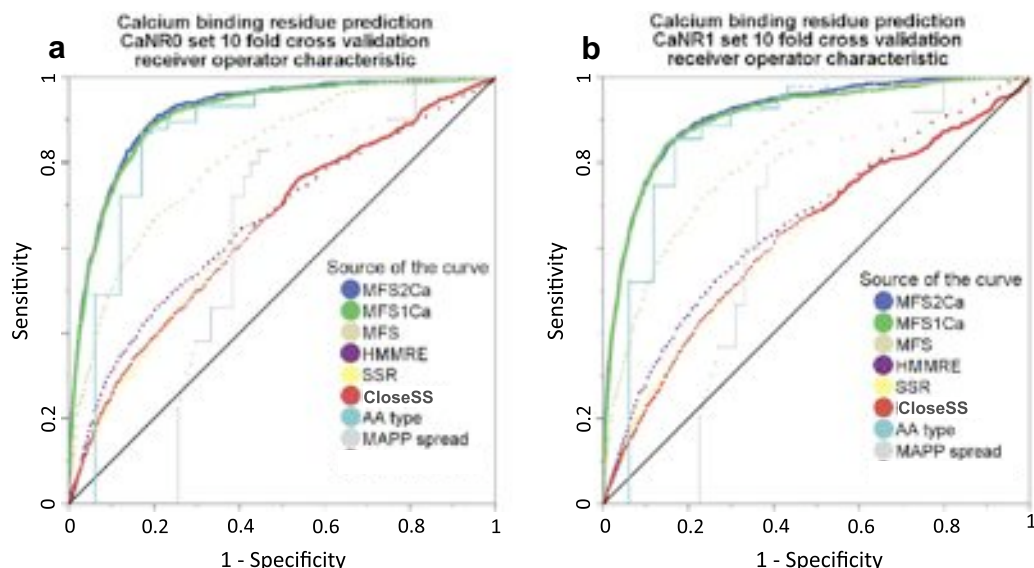 a
Calcium binding residue prediction
CaNR0 set 10 fold cross validation
receiver operator characteristic
1
0.8
0.2
0
Sensitivity
Source of the curve
MFS2Ca
MFS1Ca
MFS
HMMRE
SSR
CloseSS
AA type
MAPP spread
0 0.2 0.4 0.6 0.8 1
1 - Specificity
b
Calcium binding residue prediction
CaNR1 set 10 fold cross validation
receiver operator characteristic
1
0.8
0.2
0
Sensitivity
Source of the curve
MFS2Ca
MFS1Ca
MFS
HMMRE
SSR
CloseSS
AA type
MAPP spread
0 0.2 0.4 0.6 0.8 1
1 - Specificity